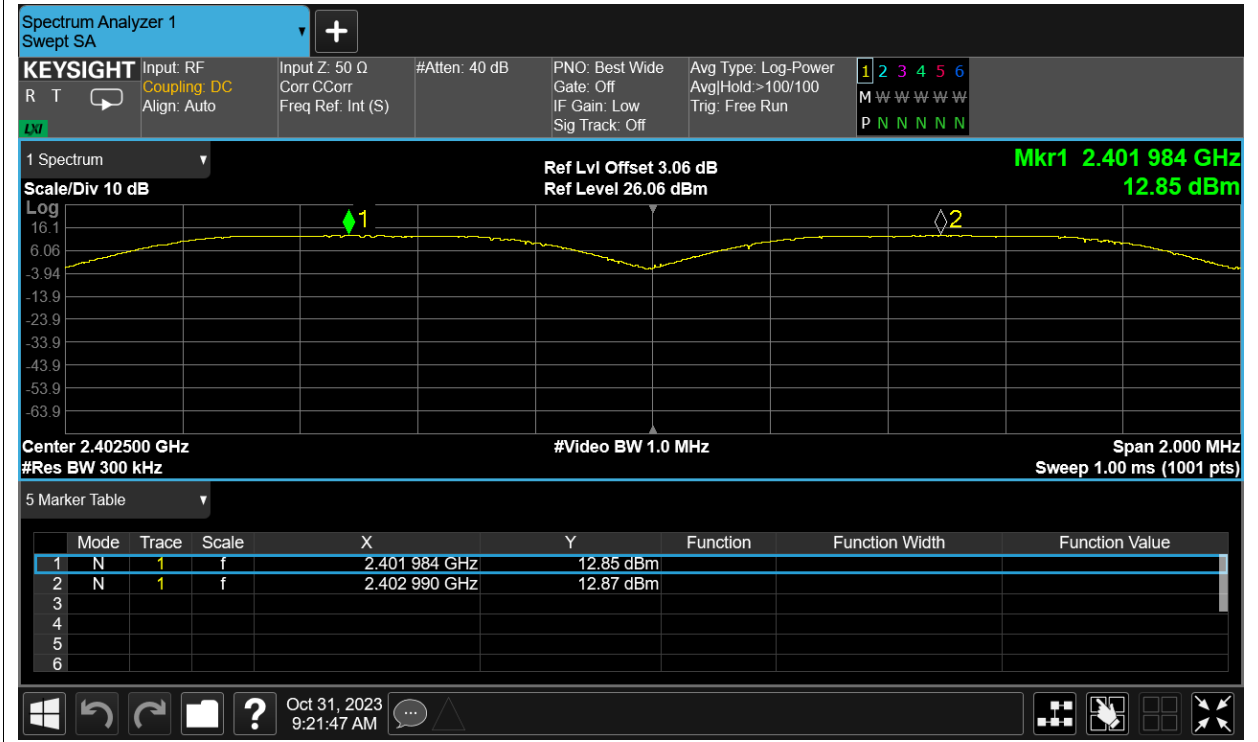 Spectrum Analyzer 1
Swept SA
KEYSIGHT
R T
LXI
Input: RF
Coupling: DC
Align: Auto
Input Z: 50 Ω
Corr CCorr
Freq Ref: Int (S)
#Atten: 40 dB
PNO: Best Wide
Gate: Off
IF Gain: Low
Sig Track: Off
Avg Type: Log-Power
Avg|Hold:>100/100
Trig: Free Run
1 2 3 4 5 6
M W W W W W
P N N N N N
1 Spectrum
Scale/Div 10 dB
Ref Lvl Offset 3.06 dB
Ref Level 26.06 dBm
Mkr1 2.401 984 GHz
12.85 dBm
Log
16.1
6.06
-3.94
-13.9
-23.9
-33.9
-43.9
-53.9
-63.9
1
2
Center 2.402500 GHz
#Res BW 300 kHz
#Video BW 1.0 MHz
Span 2.000 MHz
Sweep 1.00 ms (1001 pts)
5 Marker Table
Mode Trace Scale X Y Function Function Width Function Value
1 N 1 f 2.401 984 GHz 12.85 dBm
2 N 1 f 2.402 990 GHz 12.87 dBm
3
4
5
6
?
Oct 31, 2023
9:21:47 AM